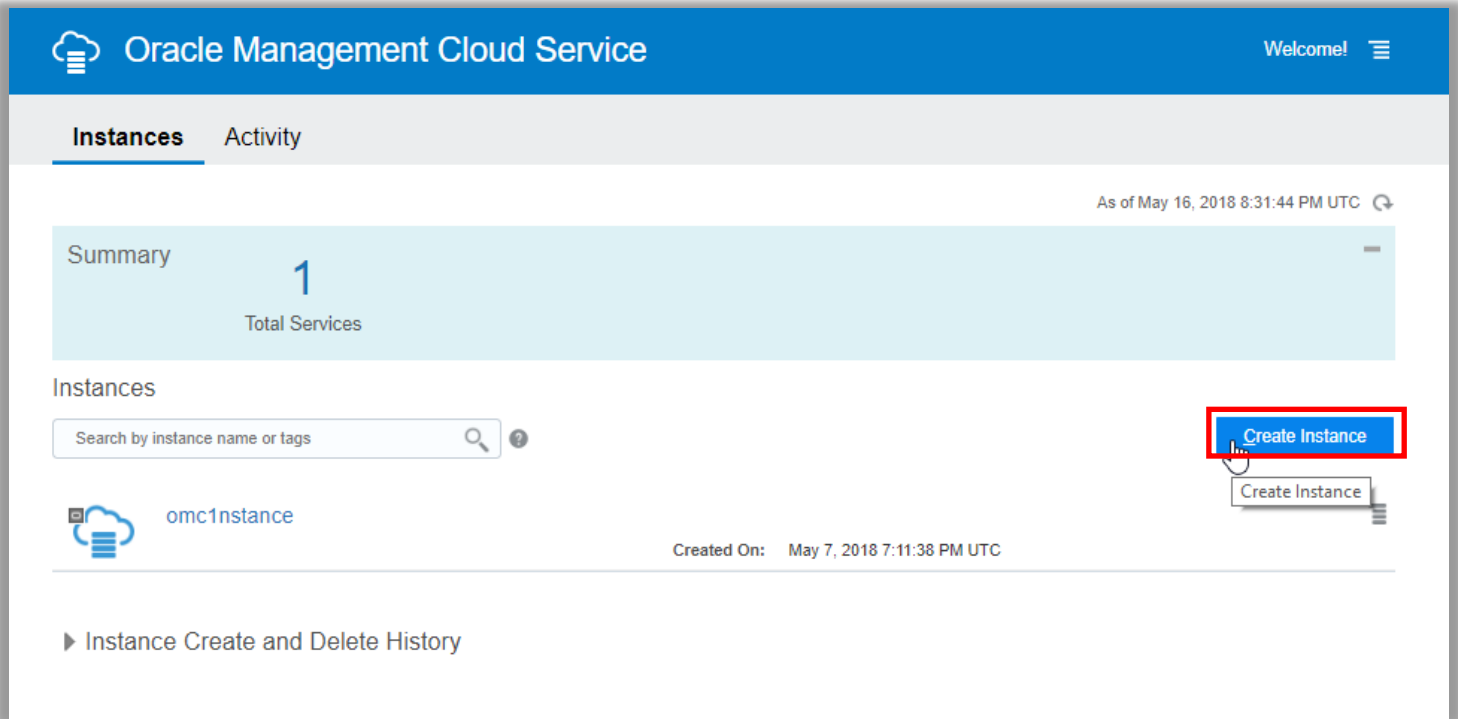 Oracle Management Cloud Service
Welcome!
Instances Activity
As of May 16, 2018 8:31:44 PM UTC
Summary
1
Total Services
Instances
Search by instance name or tags
Create Instance
Create Instance
omc1nstance
Created On: May 7, 2018 7:11:38 PM UTC
Instance Create and Delete History